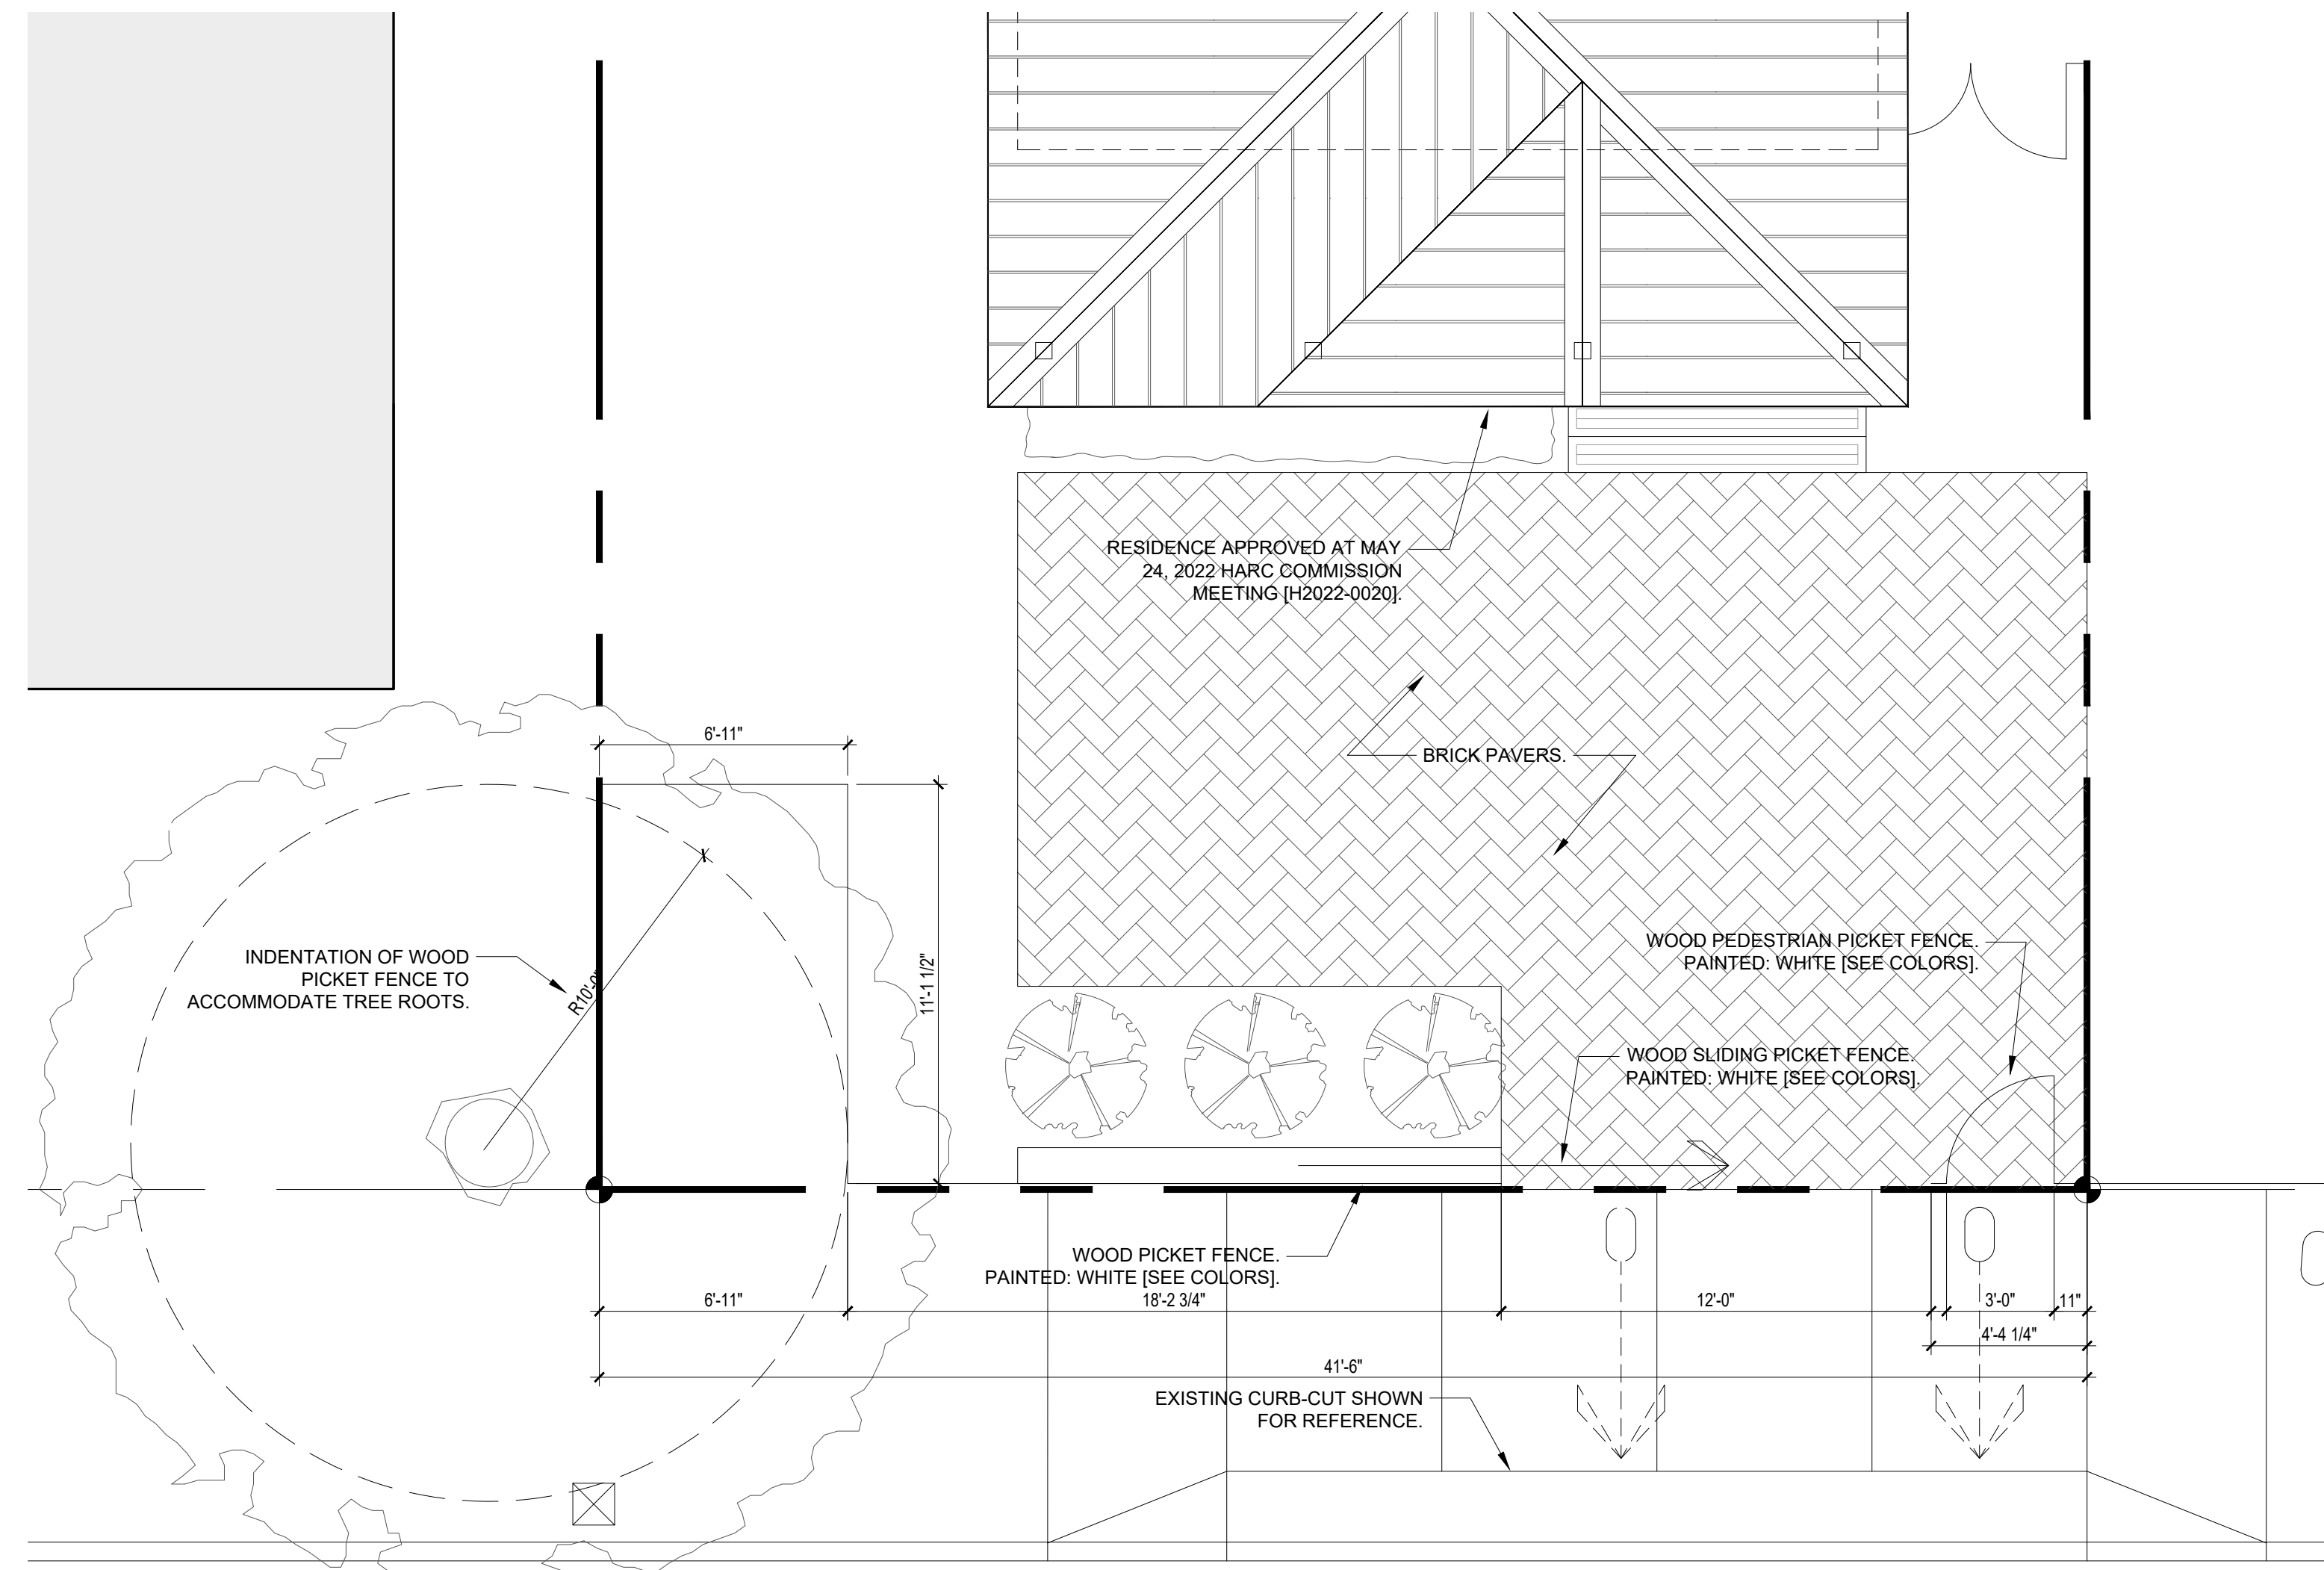 RESIDENCE APPROVED AT MAY
24, 2022 HARC COMMISSION
MEETING [H2022-0020].
6'-11"
BRICK PAVERS.
INDENTATION OF WOOD
PICKET FENCE TO
ACCOMMODATE TREE ROOTS.
R10'-0"
11'-1 1/2"
WOOD PEDESTRIAN PICKET FENCE.
PAINTED: WHITE [SEE COLORS].
WOOD SLIDING PICKET FENCE.
PAINTED: WHITE [SEE COLORS].
WOOD PICKET FENCE.
PAINTED: WHITE [SEE COLORS].
6'-11"
18'-2 3/4"
12'-0"
3'-0"
11"
4'-4 1/4"
41'-6"
EXISTING CURB-CUT SHOWN
FOR REFERENCE.